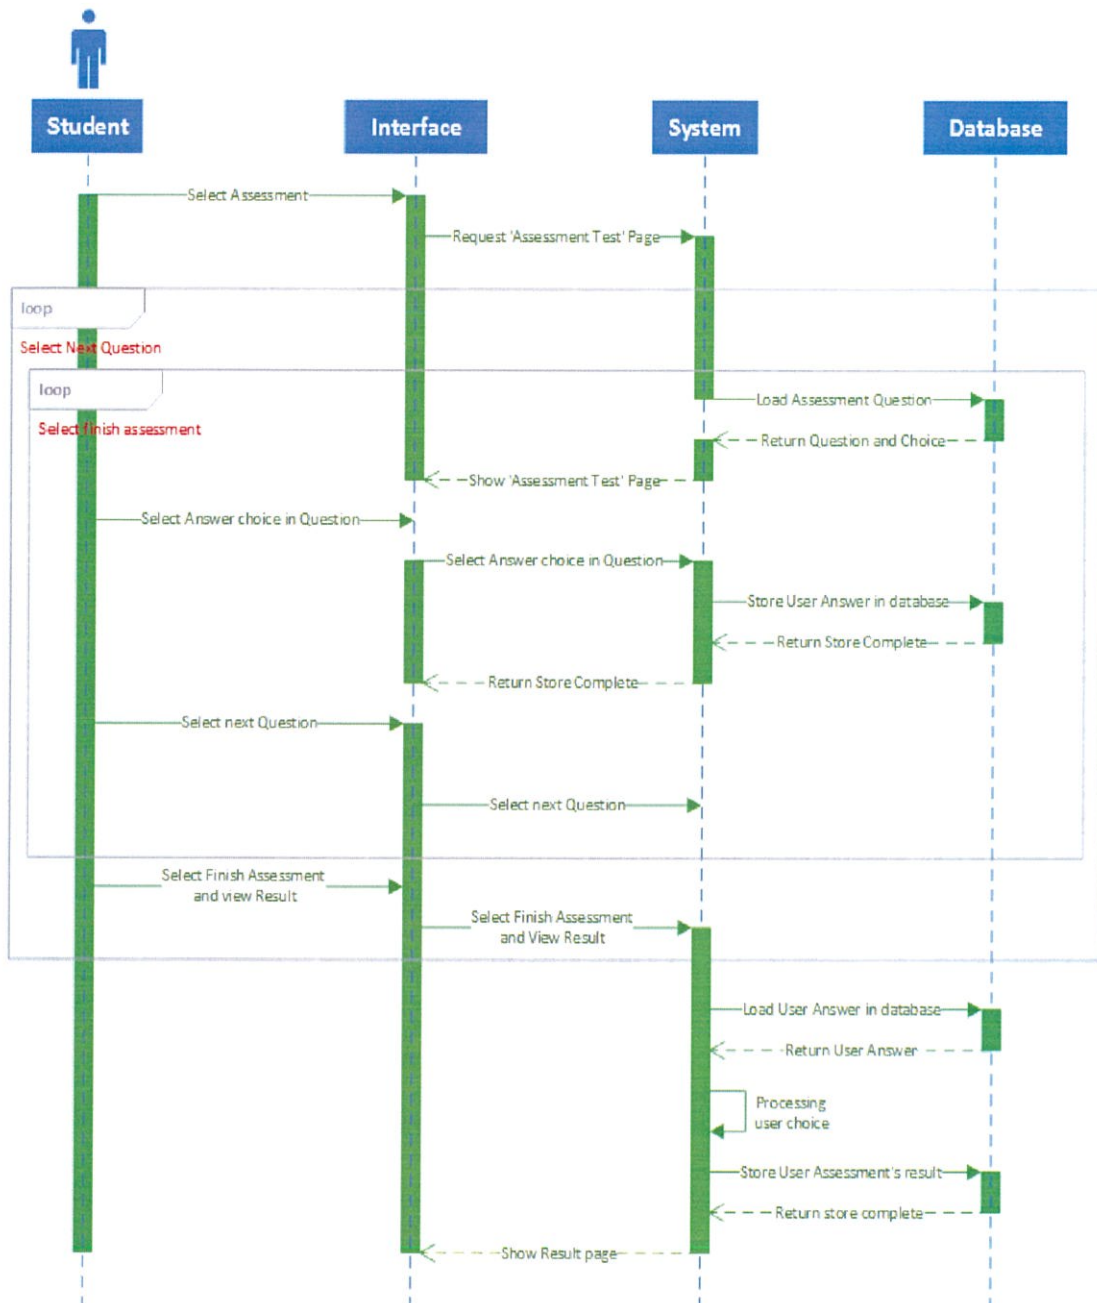 Student
Interface
System
Database
Select Assessment
Request 'Assessment Test' Page
loop
Select Next Question
loop
Load Assessment Question
Select finish assessment
Return Question and Choice
Show 'Assessment Test' Page
Select Answer choice in Question
Select Answer choice in Question
Store User Answer in database
Return Store Complete
Return Store Complete
Select next Question
Select next Question
Select Finish Assessment
and view Result
Select Finish Assessment
and View Result
Load User Answer in database
Return User Answer
Processing
user choice
Store User Assessment's result
Return store complete
Show Result page